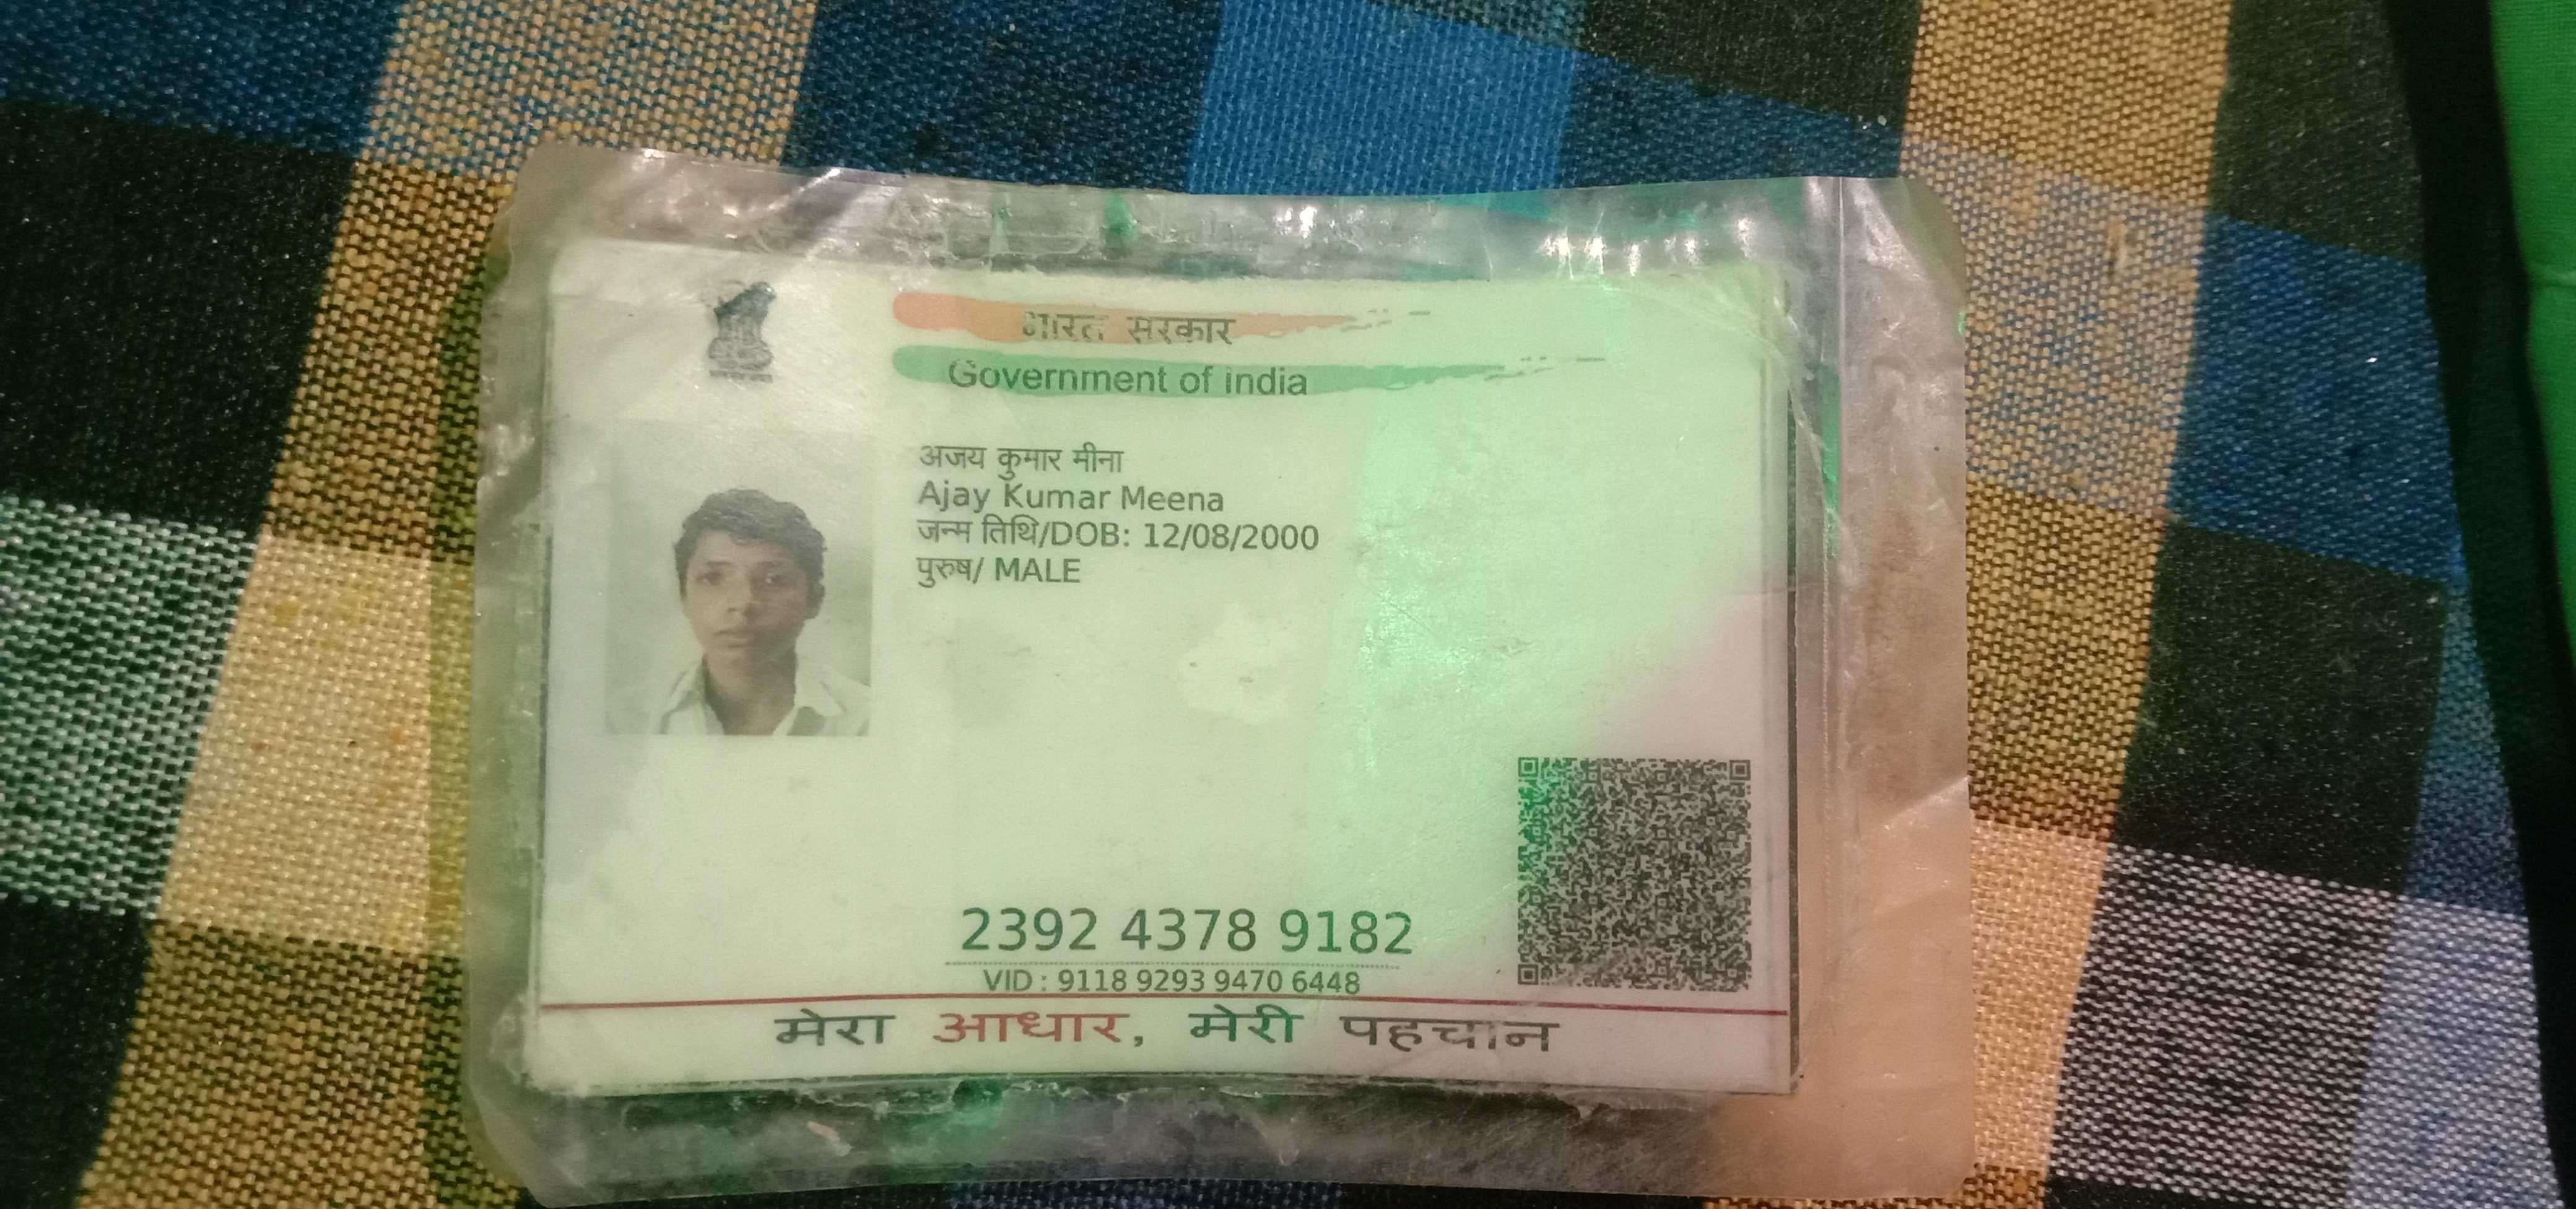 भारत सरकार
Government of India
अजय कुमार मीना
Ajay Kumar Meena
जन्म तिथि/DOB: 12/08/2000
पुरुष/ MALE
2392 4378 9182
VID : 9118 9293 9470 6448
मेरा आधार, मेरी पहचान